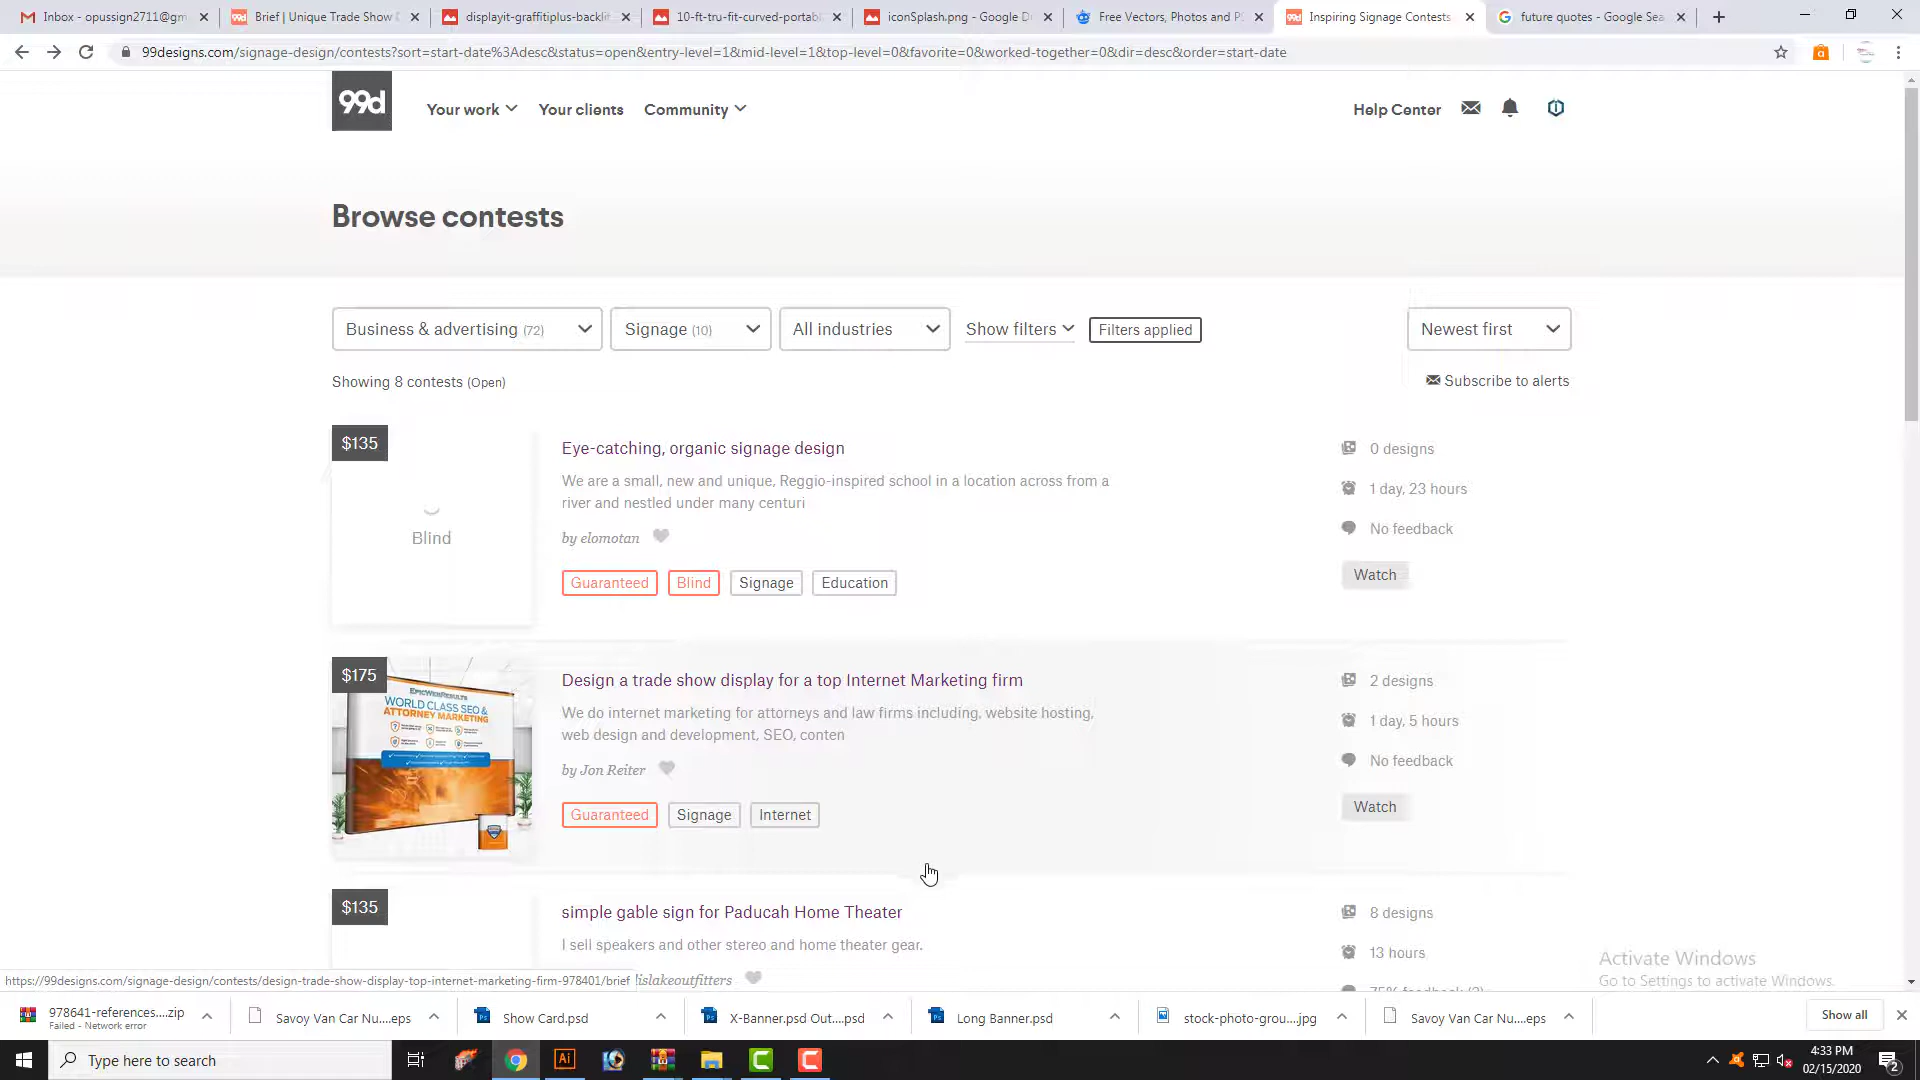 Inbox - opussign2711@gm
Brief | Unique Trade Show D
displayit-graffitiplus-backlit
10-ft-tru-fit-curved-portabl
iconSplash.png - Google D
Free Vectors, Photos and PS
Inspiring Signage Contests
future quotes - Google Sea
99designs.com/signage-design/contests?sort=start-date%3Adesc&status=open&entry-level=1&mid-level=1&top-level=0&favorite=0&worked-together=0&dir=desc&order=start-date
99d
Your work
Your clients
Community
Help Center
Browse contests
Business & advertising (72)
Signage (10)
All industries
Show filters
Filters applied
Newest first
Showing 8 contests (Open)
Subscribe to alerts
$135
Blind
Eye-catching, organic signage design
We are a small, new and unique, Reggio-inspired school in a location across from a
river and nestled under many centuri
by elomotan
Guaranteed
Blind
Signage
Education
0 designs
1 day, 23 hours
No feedback
Watch
$175
EPICWEBRESULTS
WORLD CLASS SEO &
ATTORNEY MARKETING
Design a trade show display for a top Internet Marketing firm
We do internet marketing for attorneys and law firms including, website hosting,
web design and development, SEO, conten
by Jon Reiter
Guaranteed
Signage
Internet
2 designs
1 day, 5 hours
No feedback
Watch
$135
simple gable sign for Paducah Home Theater
I sell speakers and other stereo and home theater gear.
islakeoutfitters
8 designs
13 hours
75% feedback
Activate Windows
Go to Settings to activate Windows.
https://99designs.com/signage-design/contests/design-trade-show-display-top-internet-marketing-firm-978401/brief
978641-references....zip
Failed - Network error
Savoy Van Car Nu....eps
Show Card.psd
X-Banner.psd Out....psd
Long Banner.psd
stock-photo-grou....jpg
Savoy Van Car Nu....eps
Show all
Type here to search
Ai
4:33 PM
02/15/2020
2